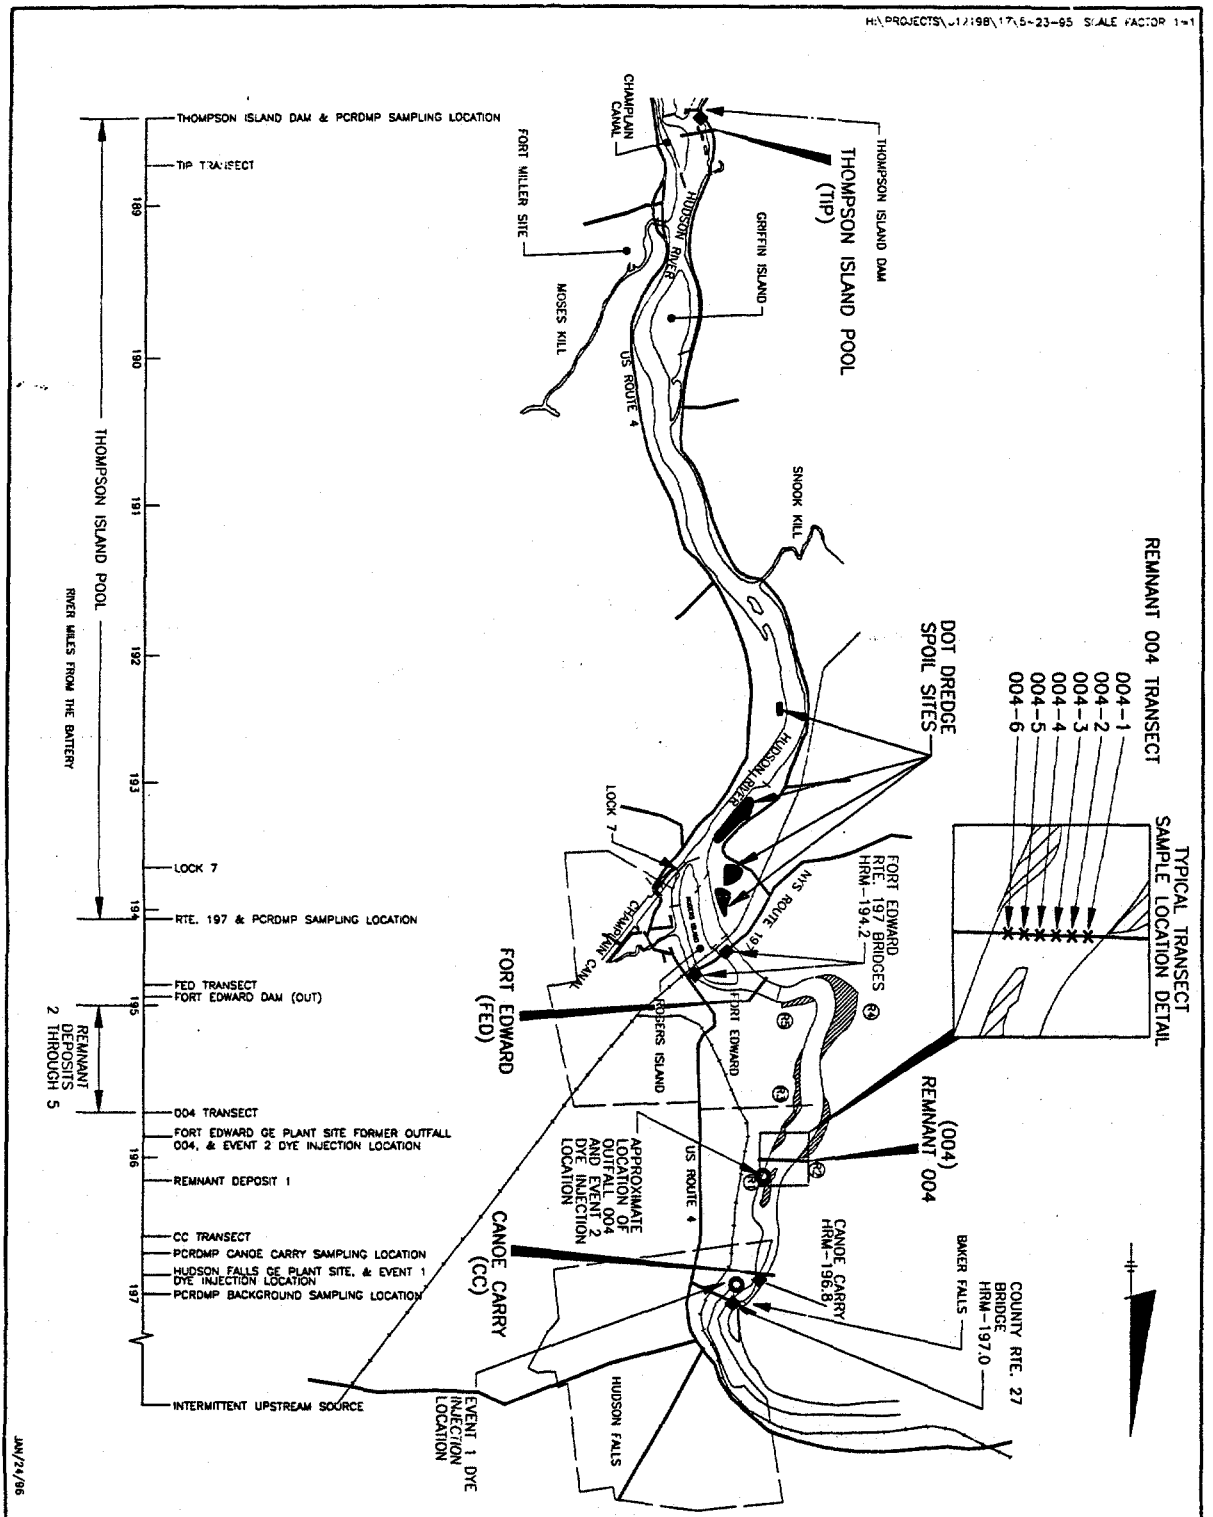 H:\PROJECTS\ 5-23-95 SCALE FACTOR 1=1
THOMPSON ISLAND DAM & PCRDMP SAMPLING LOCATION
TIP TRANSECT
189
190
191
192
193
LOCK 7
194
RTE. 197 & PCRDMP SAMPLING LOCATION
FED TRANSECT
FORT EDWARD DAM (OUT)
195
004 TRANSECT
FORT EDWARD GE PLANT SITE FORMER OUTFALL
004, & EVENT 2 DYE INJECTION LOCATION
196
REMNANT DEPOSIT 1
CC TRANSECT
PCRDMP CANOE CARRY SAMPLING LOCATION
HUDSON FALLS GE PLANT SITE, & EVENT 1
DYE INJECTION LOCATION
197
PCRDMP BACKGROUND SAMPLING LOCATION
INTERMITTENT UPSTREAM SOURCE
THOMPSON ISLAND POOL
RIVER MILES FROM THE BATTERY
REMNANT
DEPOSITS
2 THROUGH 5
CHAMPLAIN
CANAL
FORT MILLER SITE
MOSES KILL
THOMPSON ISLAND DAM
THOMPSON ISLAND POOL
(TIP)
HUDSON RIVER
GRIFFIN ISLAND
US ROUTE 4
SNOOK KILL
DOT DREDGE
SPOIL SITES
HUDSON RIVER
LOCK 7
CHAMPLAIN CANAL
ROGERS ISLAND
NYS ROUTE 197
FORT EDWARD
RTE. 197 BRIDGES
HRM-194.2
FORT EDWARD
(FED)
ROGERS ISLAND
FORT EDWARD
R5
R4
R3
R2
R1
REMNANT 004 TRANSECT
004-1
004-2
004-3
004-4
004-5
004-6
TYPICAL TRANSECT
SAMPLE LOCATION DETAIL
REMNANT 004
(004)
APPROXIMATE
LOCATION OF
OUTFALL 004
AND EVENT 2
DYE INJECTION
LOCATION
US ROUTE 4
CANOE CARRY
(CC)
CANOE CARRY
HRM-196.8
BAKER FALLS
COUNTY RTE. 27
BRIDGE
HRM-197.0
EVENT 1 DYE
INJECTION
LOCATION
HUDSON FALLS
JAN/24/96